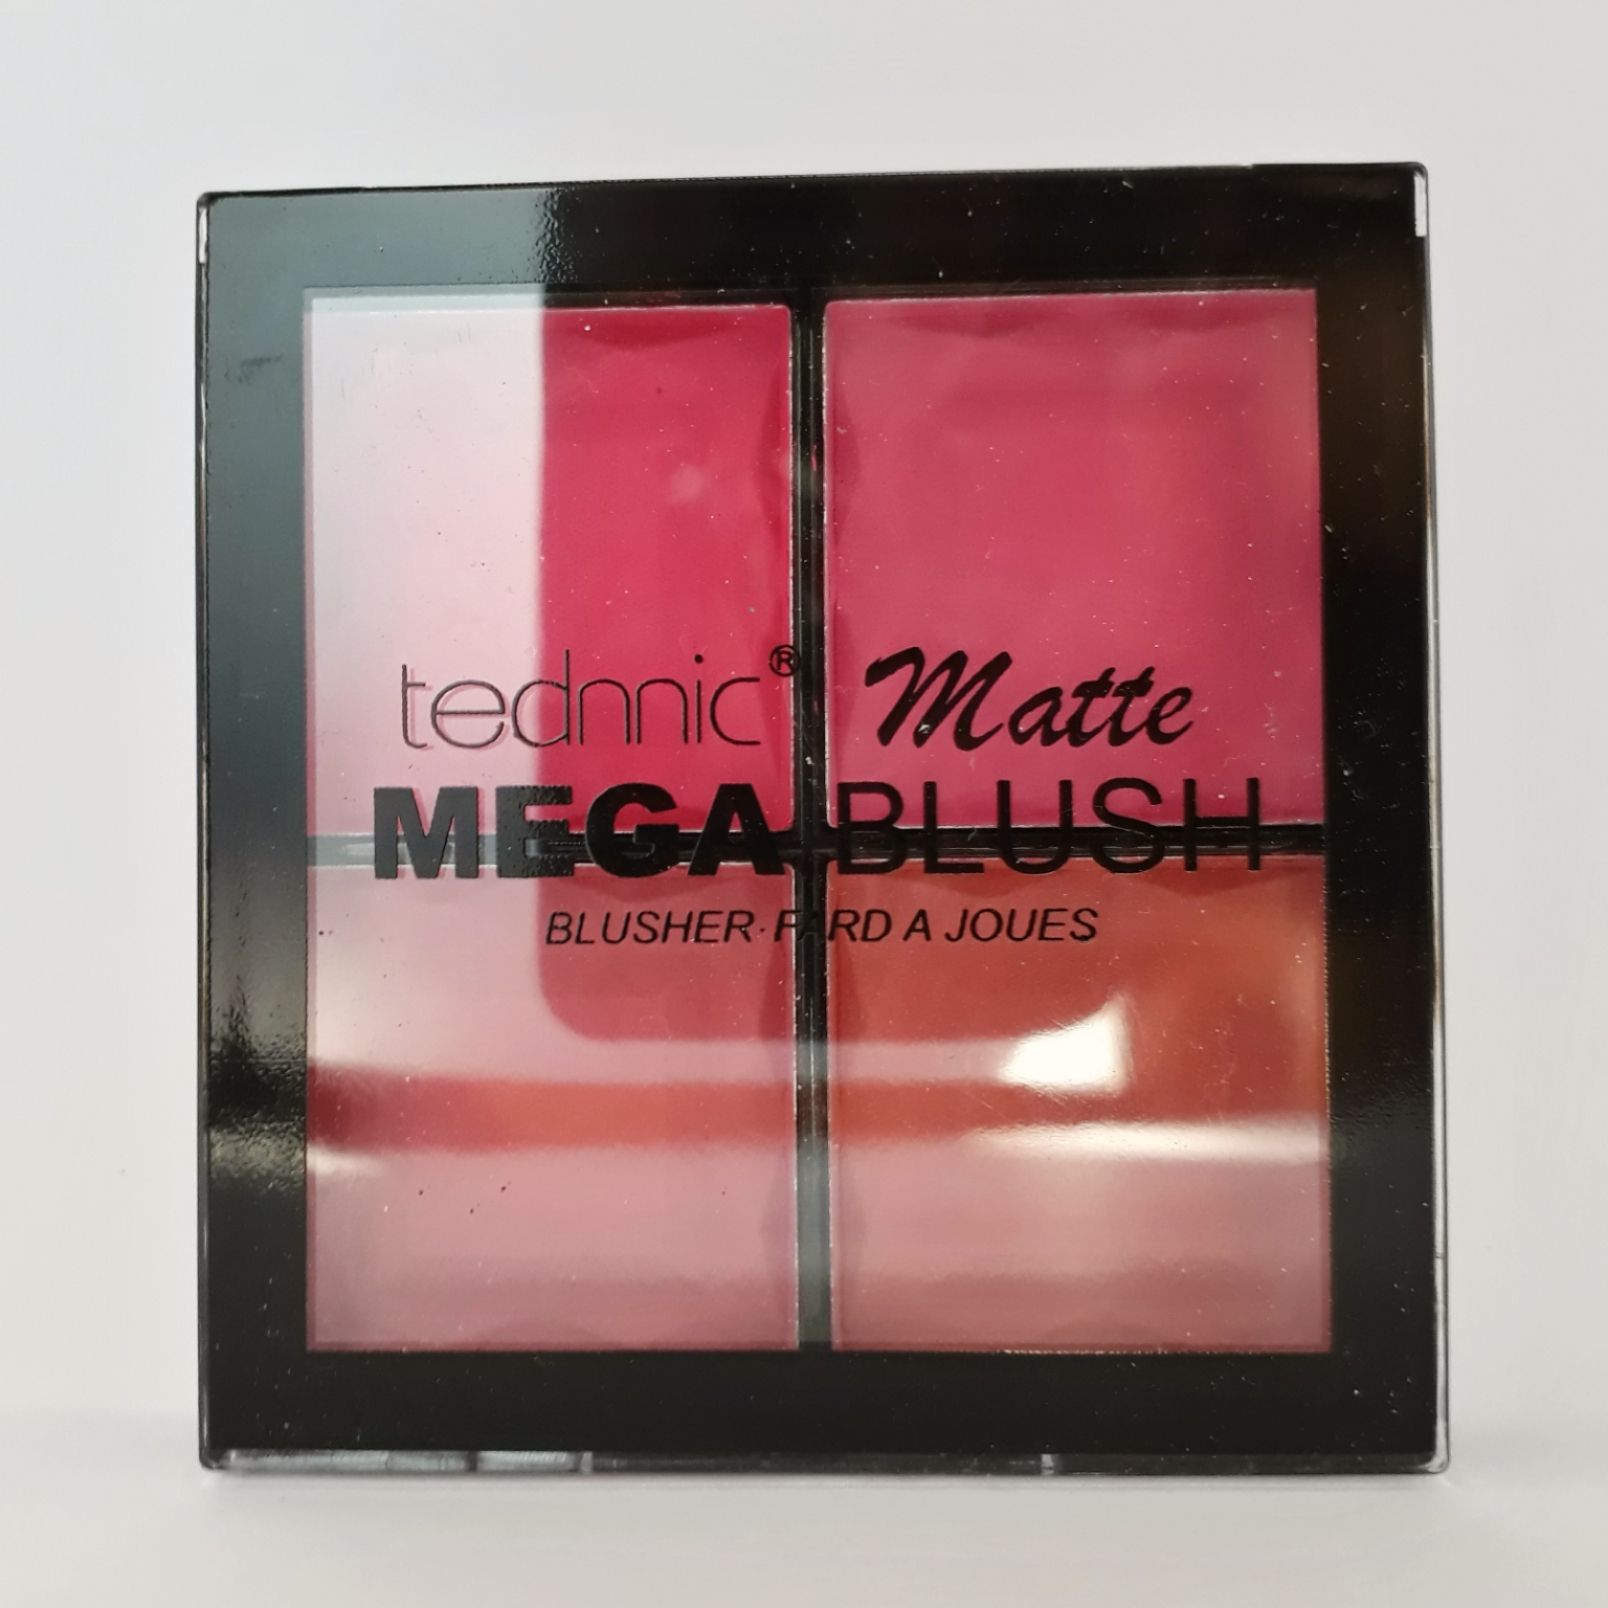 technic® Matte
MEGA BLUSH
BLUSHER·FARD A JOUES